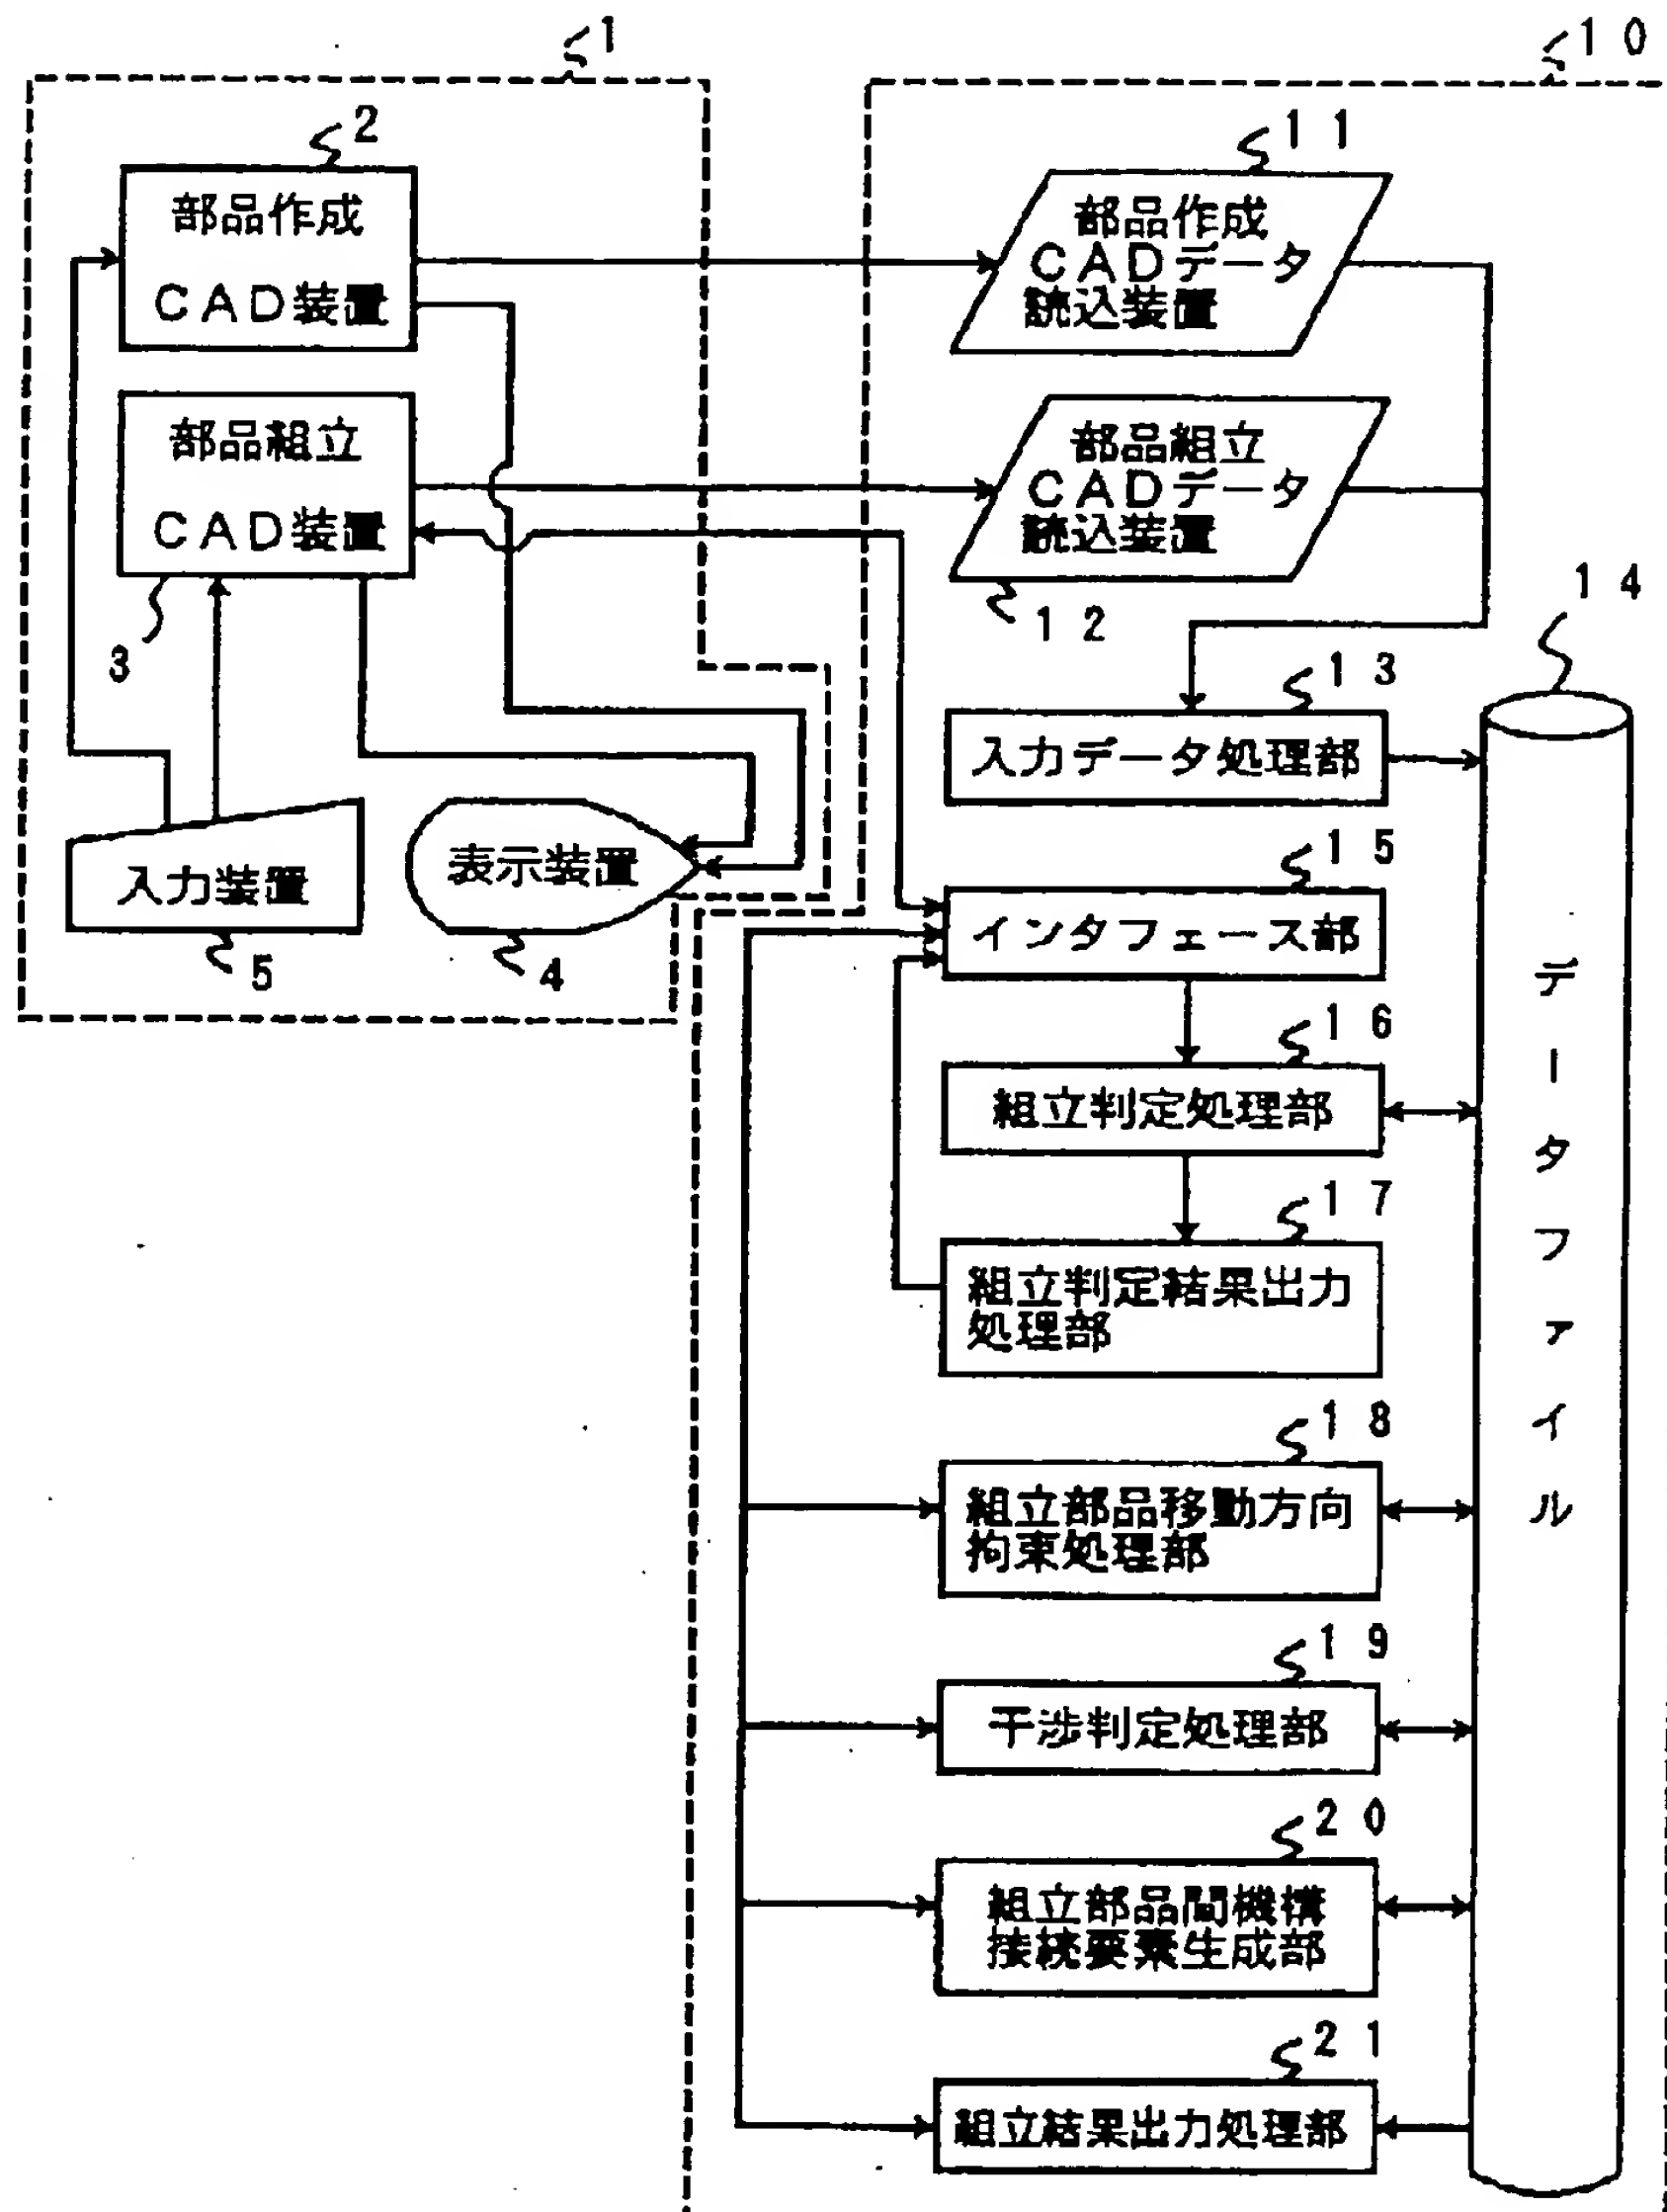 1
10
2
部品作成
CAD装置
11
部品作成
CADデータ
読込装置
部品組立
CAD装置
3
部品組立
CADデータ
読込装置
12
14
データファイル
13
入力データ処理部
入力装置
5
表示装置
4
15
インタフェース部
16
組立判定処理部
17
組立判定結果出力
処理部
18
組立部品移動方向
拘束処理部
19
干渉判定処理部
20
組立部品間機構
接続要素生成部
21
組立結果出力処理部